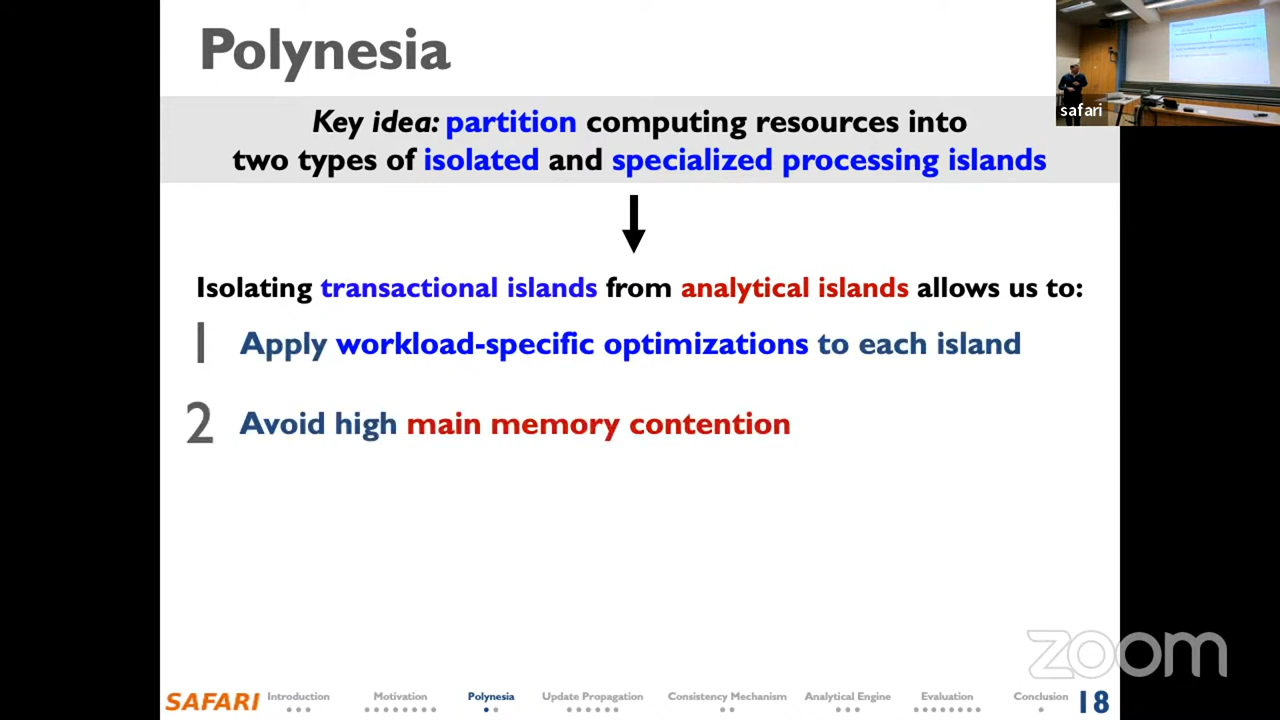 Polynesia
Key idea: partition computing resources into
two types of isolated and specialized processing islands
Isolating transactional islands from analytical islands allows us to:
1 Apply workload-specific optimizations to each island
2 Avoid high main memory contention
safari
zoom
SAFARI Introduction Motivation Polynesia Update Propagation Consistency Mechanism Analytical Engine Evaluation Conclusion 18